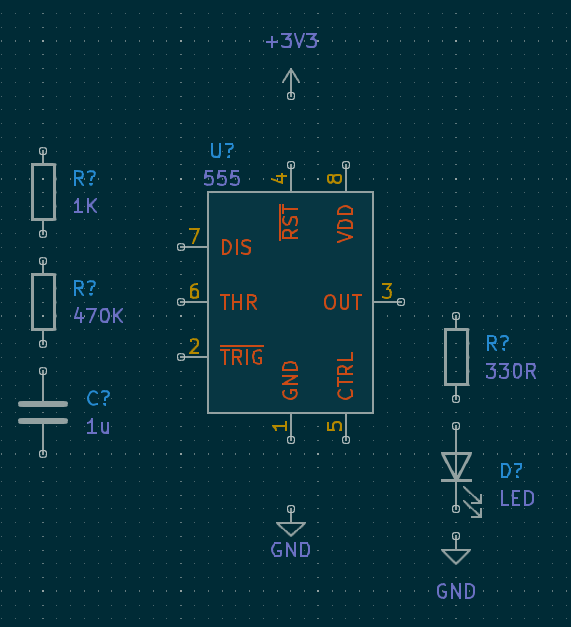 +3V3
U?
555
R?
1K
4
8
RST
VDD
7
DIS
R?
470K
6
THR
OUT
3
2
TRIG
R?
330R
GND
CTRL
C?
1u
1
5
D?
LED
GND
GND